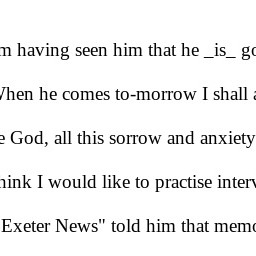 m having seen him that he _is_ go
When he comes to-morrow I shall a
e God, all this sorrow and anxiety
hink I would like to practise interv
Exeter News" told him that memo